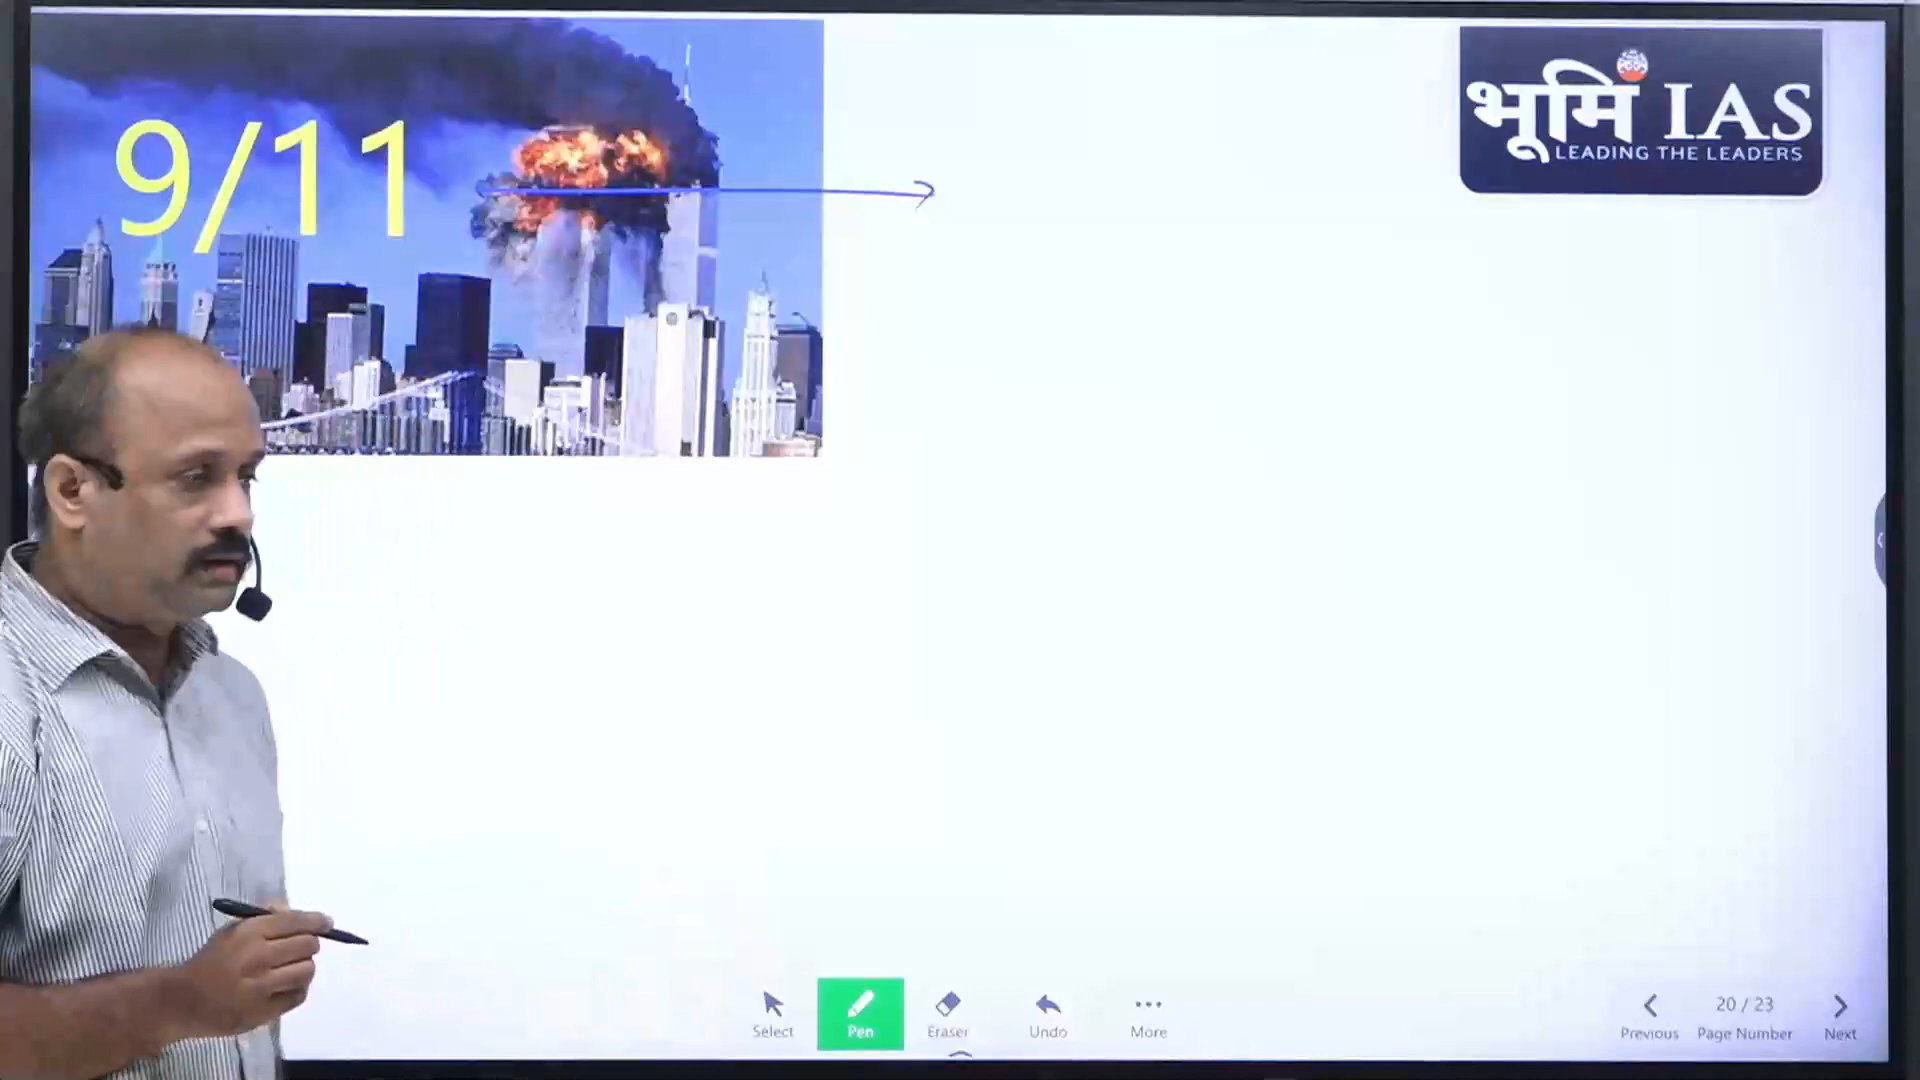 9/11
भूमि IAS
LEADING THE LEADERS
Select
Pen
Eraser
Undo
More
20 / 23
Previous
Page Number
Next